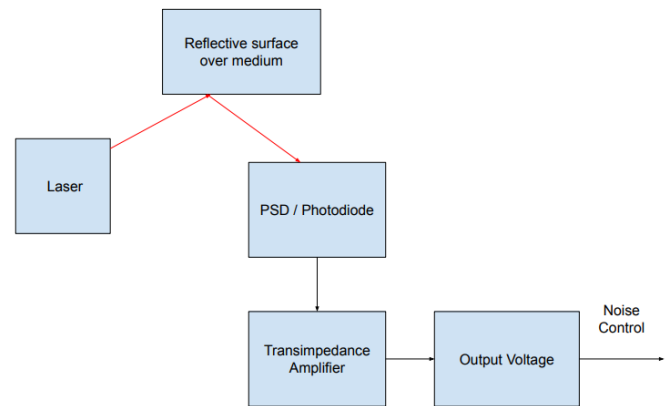 Reflective surface
over medium
Laser
PSD / Photodiode
Transimpedance
Amplifier
Output Voltage
Noise
Control